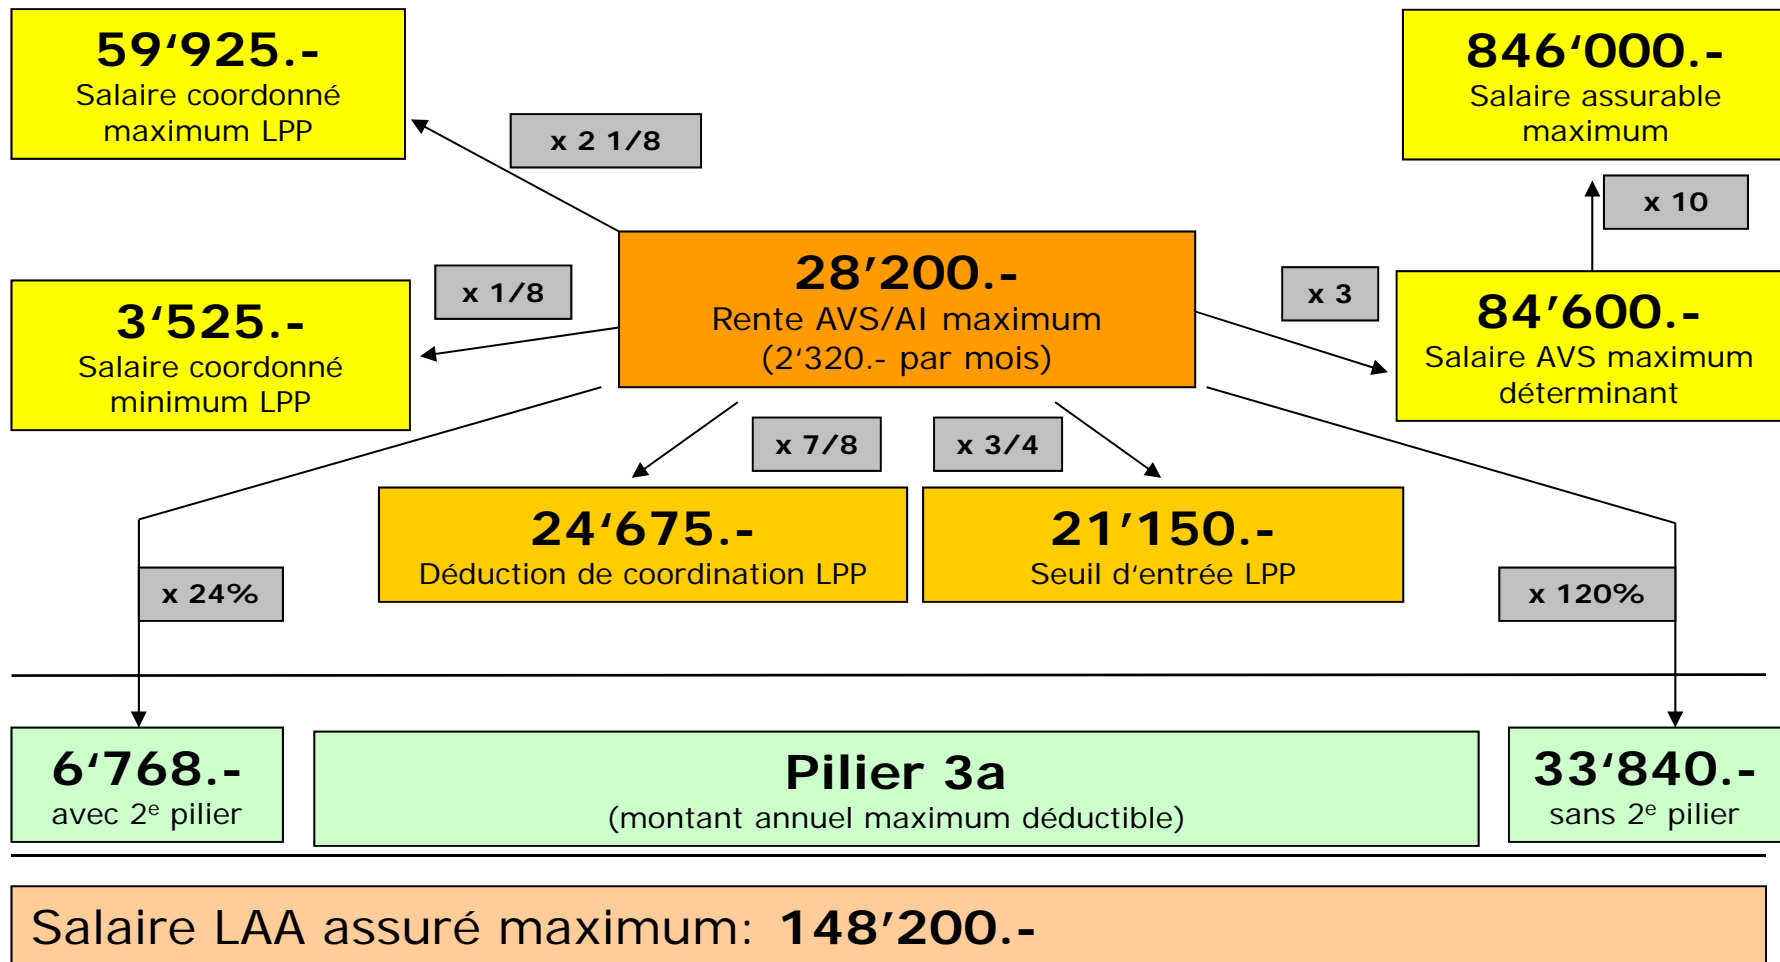 59‘925.-
Salaire coordonné
maximum LPP
x 2 1/8
846‘000.-
Salaire assurable
maximum
x 10
28’200.-
Rente AVS/AI maximum
(2‘320.- par mois)
x 1/8
3‘525.-
Salaire coordonné
minimum LPP
x 3
84’600.-
Salaire AVS maximum
déterminant
x 7/8
x 3/4
24‘675.-
Déduction de coordination LPP
21’150.-
Seuil d‘entrée LPP
x 24%
x 120%
6‘768.-
avec 2e pilier
Pilier 3a
(montant annuel maximum déductible)
33‘840.-
sans 2e pilier
Salaire LAA assuré maximum: 148’200.-